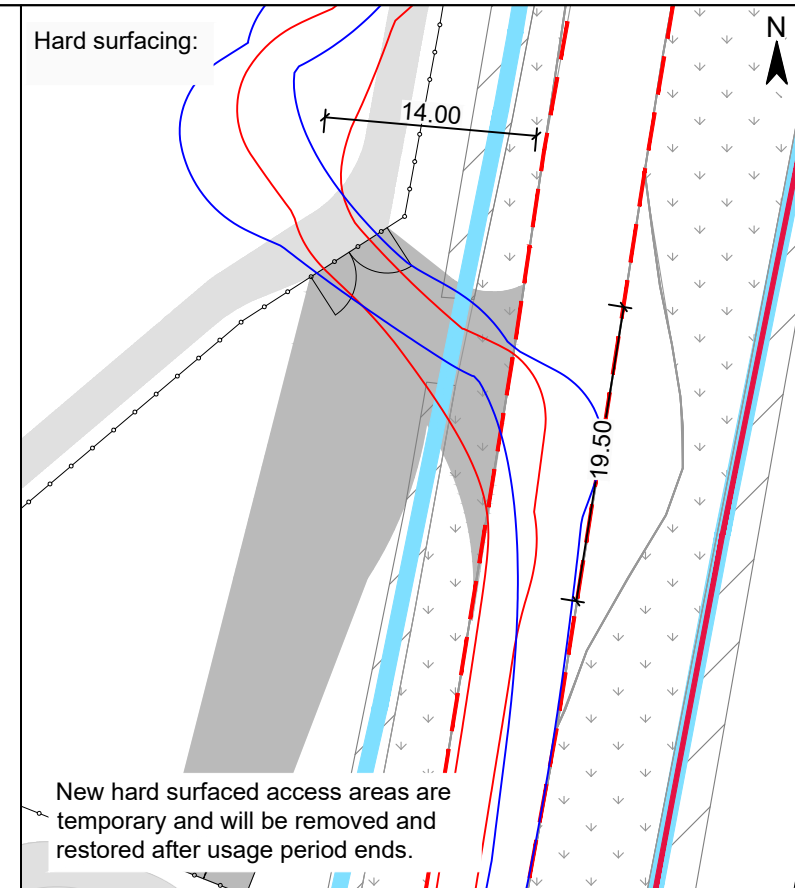 Hard surfacing:
N
14.00
19.50
New hard surfaced access areas are
temporary and will be removed and
restored after usage period ends.